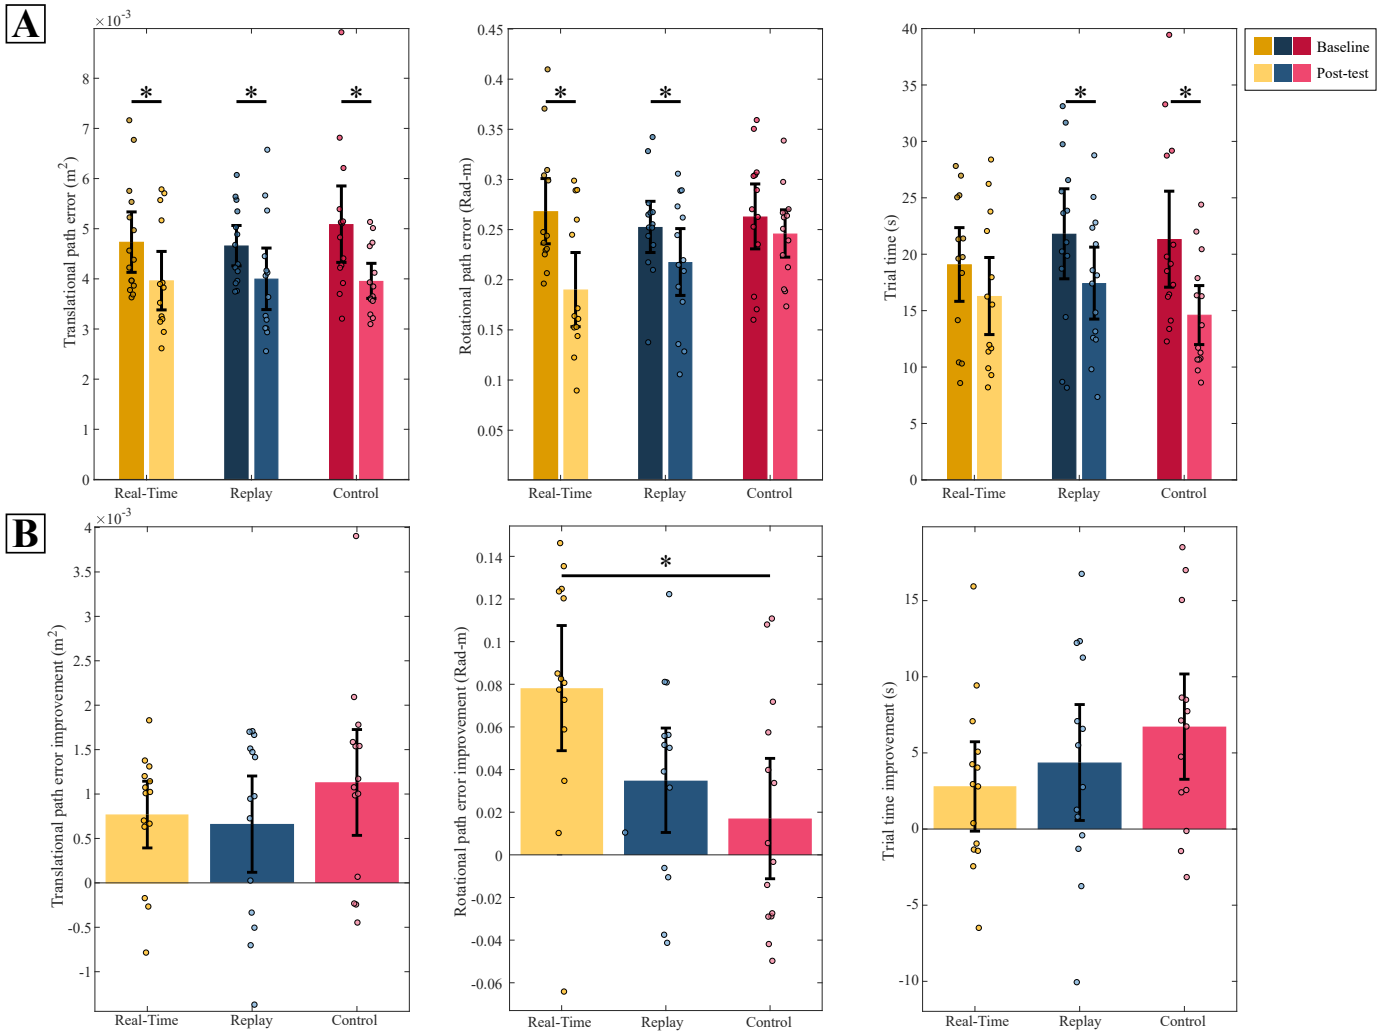 A
×10⁻³
8
7
6
5
4
3
2
1
0
Translational path error (m²)
*
*
*
Real-Time
Replay
Control
0.45
0.4
0.35
0.3
0.25
0.2
0.15
0.1
0.05
Rotational path error (Rad-m)
*
*
Real-Time
Replay
Control
40
35
30
25
20
15
10
5
0
Trial time (s)
*
*
Real-Time
Replay
Control
Baseline
Post-test
B
×10⁻³
4
3.5
3
2.5
2
1.5
1
0.5
0
-0.5
-1
Translational path error improvement (m²)
Real-Time
Replay
Control
0.14
0.12
0.1
0.08
0.06
0.04
0.02
0
-0.02
-0.04
-0.06
Rotational path error improvement (Rad-m)
*
Real-Time
Replay
Control
15
10
5
0
-5
-10
Trial time improvement (s)
Real-Time
Replay
Control